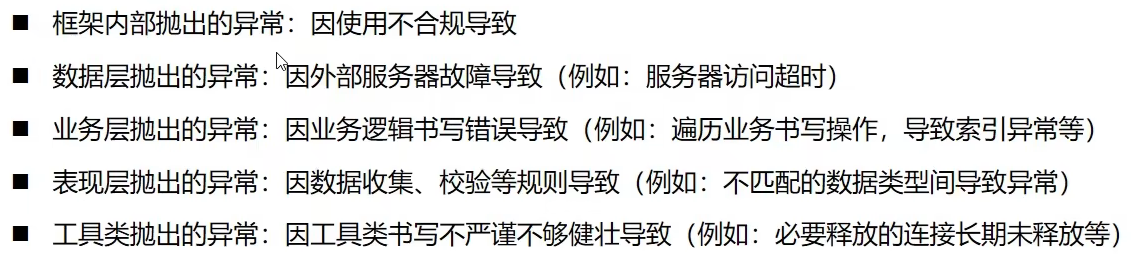 ■ 框架内部抛出的异常：因使用不合规导致
■ 数据层抛出的异常：因外部服务器故障导致（例如：服务器访问超时）
■ 业务层抛出的异常：因业务逻辑书写错误导致（例如：遍历业务书写操作，导致索引异常等）
■ 表现层抛出的异常：因数据收集、校验等规则导致（例如：不匹配的数据类型间导致异常）
■ 工具类抛出的异常：因工具类书写不严谨不够健壮导致（例如：必要释放的连接长期未释放等）